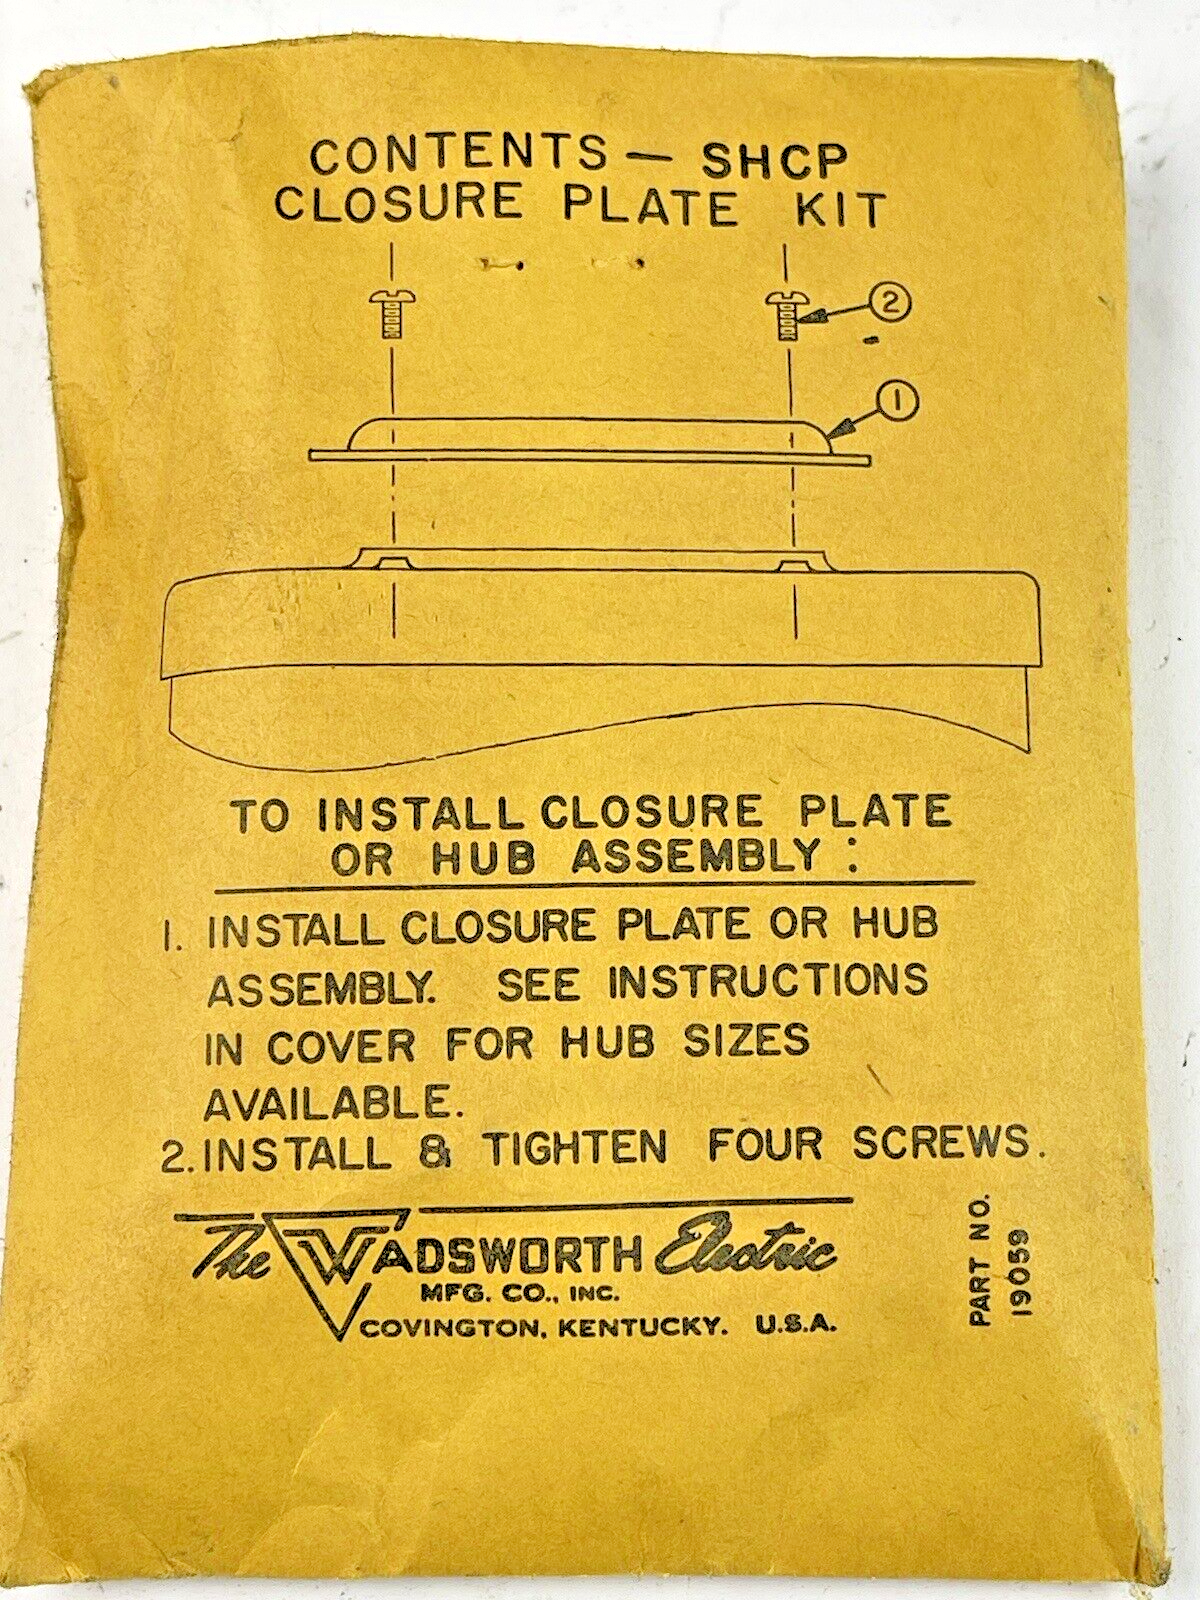 CONTENTS — SHCP
CLOSURE PLATE KIT
2
1
TO INSTALL CLOSURE PLATE
OR HUB ASSEMBLY :
1. INSTALL CLOSURE PLATE OR HUB
ASSEMBLY. SEE INSTRUCTIONS
IN COVER FOR HUB SIZES
AVAILABLE.
2. INSTALL & TIGHTEN FOUR SCREWS.
The WADSWORTH Electric
MFG. CO., INC.
COVINGTON, KENTUCKY. U.S.A.
PART NO.
19059